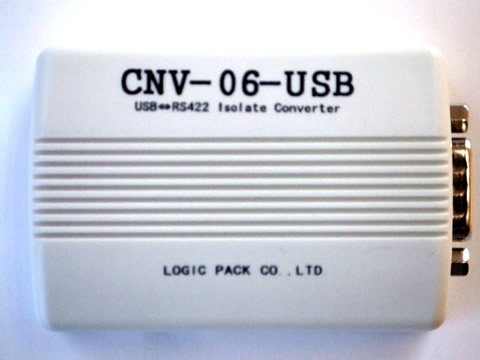 CNV-06-USB
USB⇔RS422 Isolate Converter
LOGIC PACK CO.,LTD